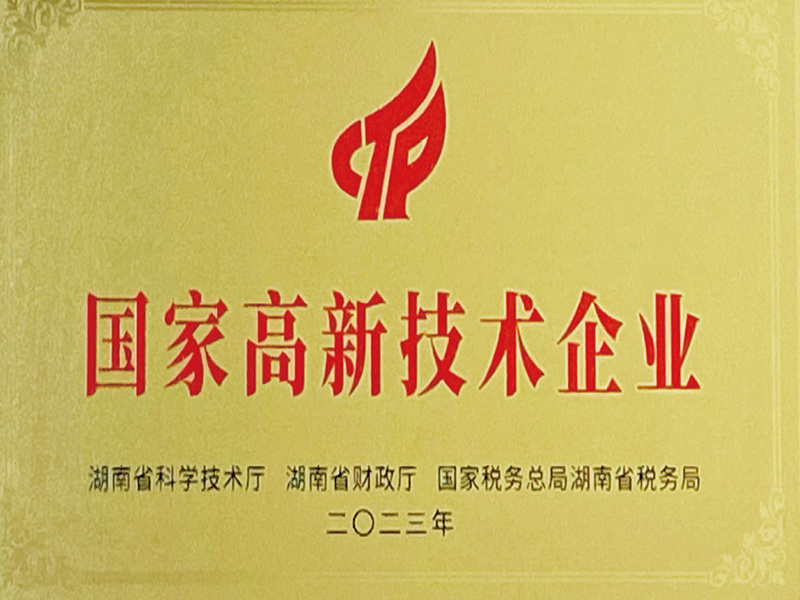 CTP
国家高新技术企业
湖南省科学技术厅 湖南省财政厅 国家税务总局湖南省税务局
二〇二三年